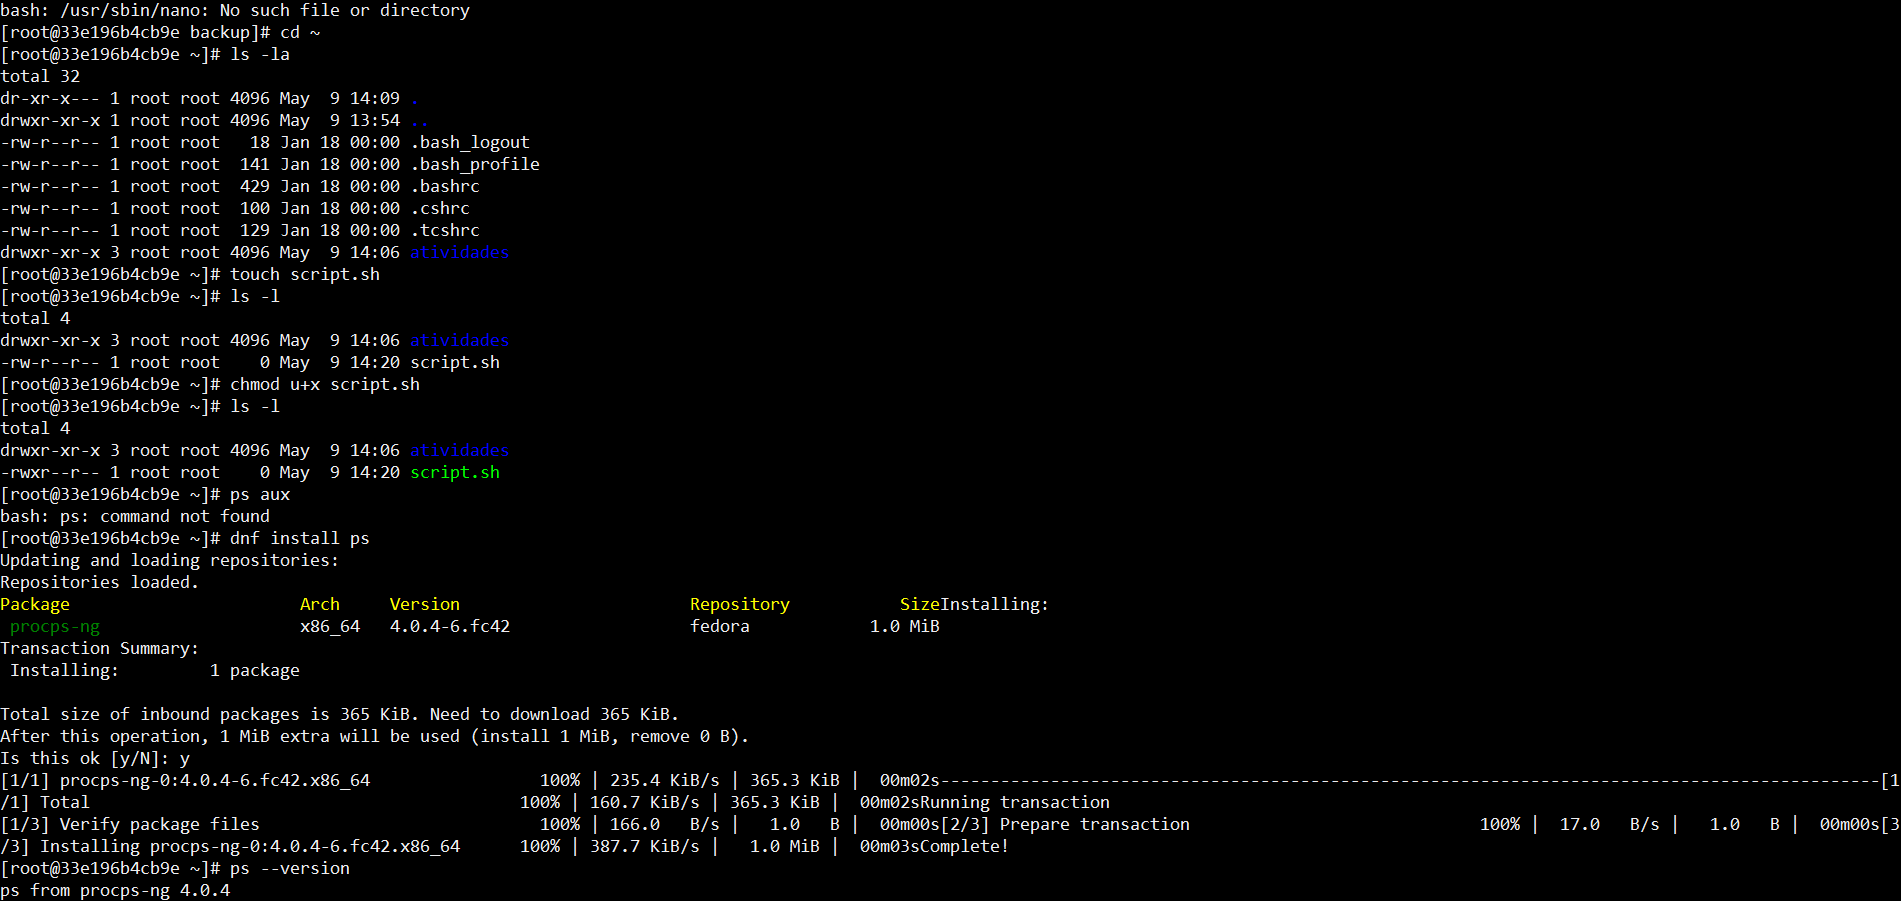 bash: /usr/sbin/nano: No such file or directory
[root@33e196b4cb9e backup]# cd ~
[root@33e196b4cb9e ~]# ls -la
total 32
dr-xr-x--- 1 root root 4096 May  9 14:09 .
drwxr-xr-x 1 root root 4096 May  9 13:54 ..
-rw-r--r-- 1 root root   18 Jan 18 00:00 .bash_logout
-rw-r--r-- 1 root root  141 Jan 18 00:00 .bash_profile
-rw-r--r-- 1 root root  429 Jan 18 00:00 .bashrc
-rw-r--r-- 1 root root  100 Jan 18 00:00 .cshrc
-rw-r--r-- 1 root root  129 Jan 18 00:00 .tcshrc
drwxr-xr-x 3 root root 4096 May  9 14:06 atividades
[root@33e196b4cb9e ~]# touch script.sh
[root@33e196b4cb9e ~]# ls -l
total 4
drwxr-xr-x 3 root root 4096 May  9 14:06 atividades
-rw-r--r-- 1 root root    0 May  9 14:20 script.sh
[root@33e196b4cb9e ~]# chmod u+x script.sh
[root@33e196b4cb9e ~]# ls -l
total 4
drwxr-xr-x 3 root root 4096 May  9 14:06 atividades
-rwxr--r-- 1 root root    0 May  9 14:20 script.sh
[root@33e196b4cb9e ~]# ps aux
bash: ps: command not found
[root@33e196b4cb9e ~]# dnf install ps
Updating and loading repositories:
Repositories loaded.
Package                       Arch     Version                       Repository           SizeInstalling:
 procps-ng                    x86_64   4.0.4-6.fc42                  fedora            1.0 MiB
Transaction Summary:
 Installing:         1 package
Total size of inbound packages is 365 KiB. Need to download 365 KiB.
After this operation, 1 MiB extra will be used (install 1 MiB, remove 0 B).
Is this ok [y/N]: y
[1/1] procps-ng-0:4.0.4-6.fc42.x86_64                 100% | 235.4 KiB/s | 365.3 KiB |  00m02s----------------------------------------------------------------------------------------------[1
/1] Total                                           100% | 160.7 KiB/s | 365.3 KiB |  00m02sRunning transaction
[1/3] Verify package files                            100% | 166.0   B/s |   1.0   B |  00m00s[2/3] Prepare transaction                             100% |  17.0   B/s |   1.0   B |  00m00s[3
/3] Installing procps-ng-0:4.0.4-6.fc42.x86_64      100% | 387.7 KiB/s |   1.0 MiB |  00m03sComplete!
[root@33e196b4cb9e ~]# ps --version
ps from procps-ng 4.0.4